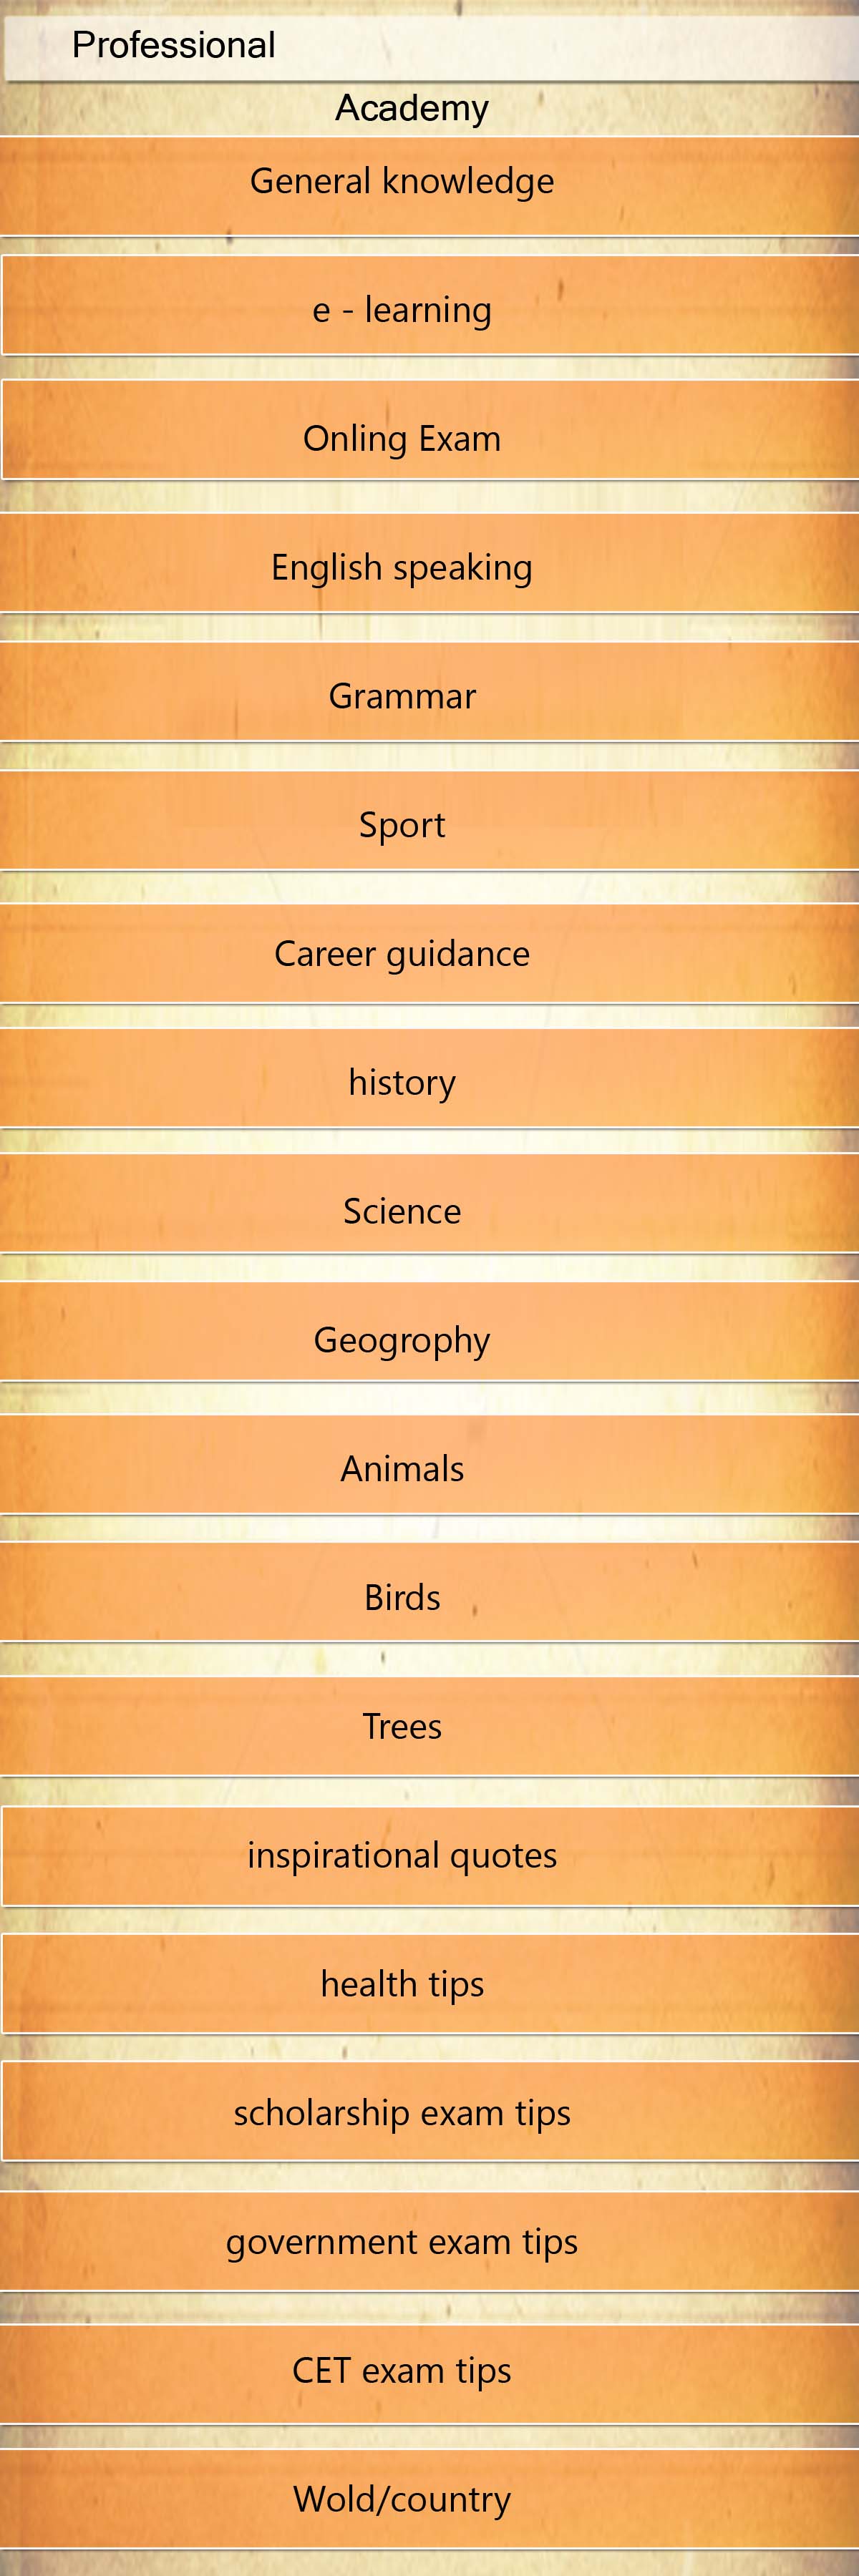 Professional
Academy
General knowledge
e - learning
Onling Exam
English speaking
Grammar
Sport
Career guidance
history
Science
Geogrophy
Animals
Birds
Trees
inspirational quotes
health tips
scholarship exam tips
government exam tips
CET exam tips
Wold/country